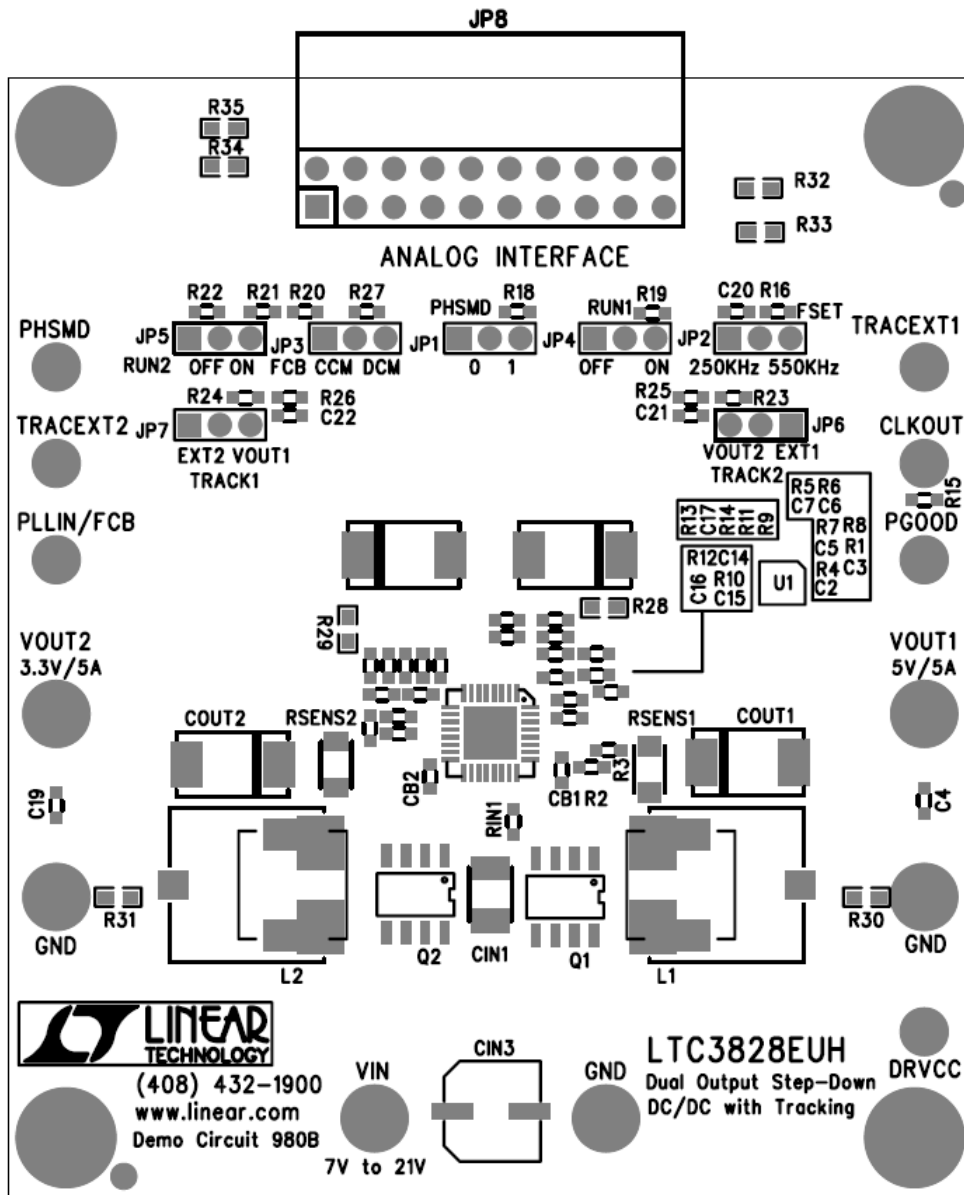 JP8
R35
R34
R32
R33
ANALOG INTERFACE
R22 R21 R20 R27 PHSMD R18 RUN1 R19 C20 R16 FSET
PHSMD JP5 JP3 JP1 JP4 JP2 TRACEXT1
RUN2 OFF ON FCB CCM DCM 0 1 OFF ON 250KHz 550KHz
R24 R26 R25 R23
C22 C21
TRACEXT2 JP7 JP6 CLKOUT
EXT2 VOUT1 VOUT2 EXT1
TRACK1 TRACK2
R15
PLLIN/FCB PGOOD
R13 C17 R14 R11 R9
R5 R6
C7 C6
R7 R8
C5 R1
R4 C3
C2
R12 C14
C16 R10
C15
U1
R28
R29
VOUT2
3.3V/5A
VOUT1
5V/5A
COUT2 RSENS2 RSENS1 COUT1
CB2 CB1 R2 R3
C19 RIN1 C4
GND R31 R30 GND
L2 Q2 CIN1 Q1 L1
LINEAR
TECHNOLOGY
(408) 432-1900
www.linear.com
Demo Circuit 980B
VIN
7V to 21V
CIN3
GND
LTC3828EUH
Dual Output Step-Down
DC/DC with Tracking
DRVCC